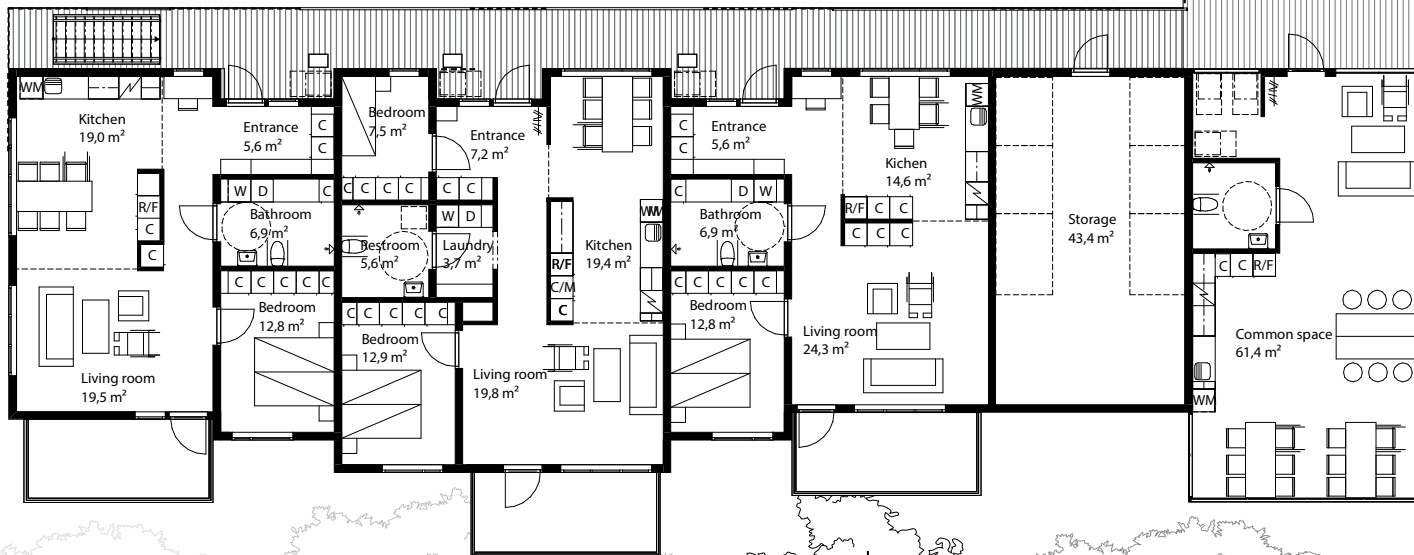 WM
Kitchen
19,0 m²
R/F
C
C
Living room
19,5 m²
Entrance
5,6 m²
C
C
W D C
Bathroom
6,9 m²
C C C C C
Bedroom
12,8 m²
Bedroom
7,5 m²
C C C C
Restroom
5,6 m²
C C C C C
Bedroom
12,9 m²
Entrance
7,2 m²
C C
W D
Laundry
3,7 m²
R/F
C/M
C
WM
Kitchen
19,4 m²
Living room
19,8 m²
C
C
Entrance
5,6 m²
C D W
Bathroom
6,9 m²
C C C C C
Bedroom
12,8 m²
WM
Kichen
14,6 m²
R/F C C
C C C
Living room
24,3 m²
Storage
43,4 m²
C C R/F
Common space
61,4 m²
WM